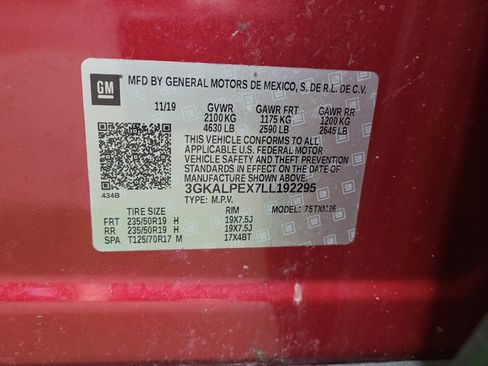 GM
MFD BY GENERAL MOTORS DE MEXICO, S. DE R.L. DE C.V.
11/19 GVWR GAWR FRT GAWR RR
2100 KG 1175 KG 1200 KG
4630 LB 2590 LB 2645 LB
THIS VEHICLE CONFORMS TO ALL
APPLICABLE U.S. FEDERAL MOTOR
VEHICLE SAFETY AND THEFT PREVENTION
STANDARDS IN EFFECT ON THE DATE
OF MANUFACTURE SHOWN ABOVE.
434B 3GKALPEX7LL192295
TYPE: M.P.V. MODEL: 75TXM26
TIRE SIZE RIM
FRT 235/50R19 H 19X7.5J
RR 235/50R19 H 19X7.5J
SPA T125/70R17 M 17X4BT